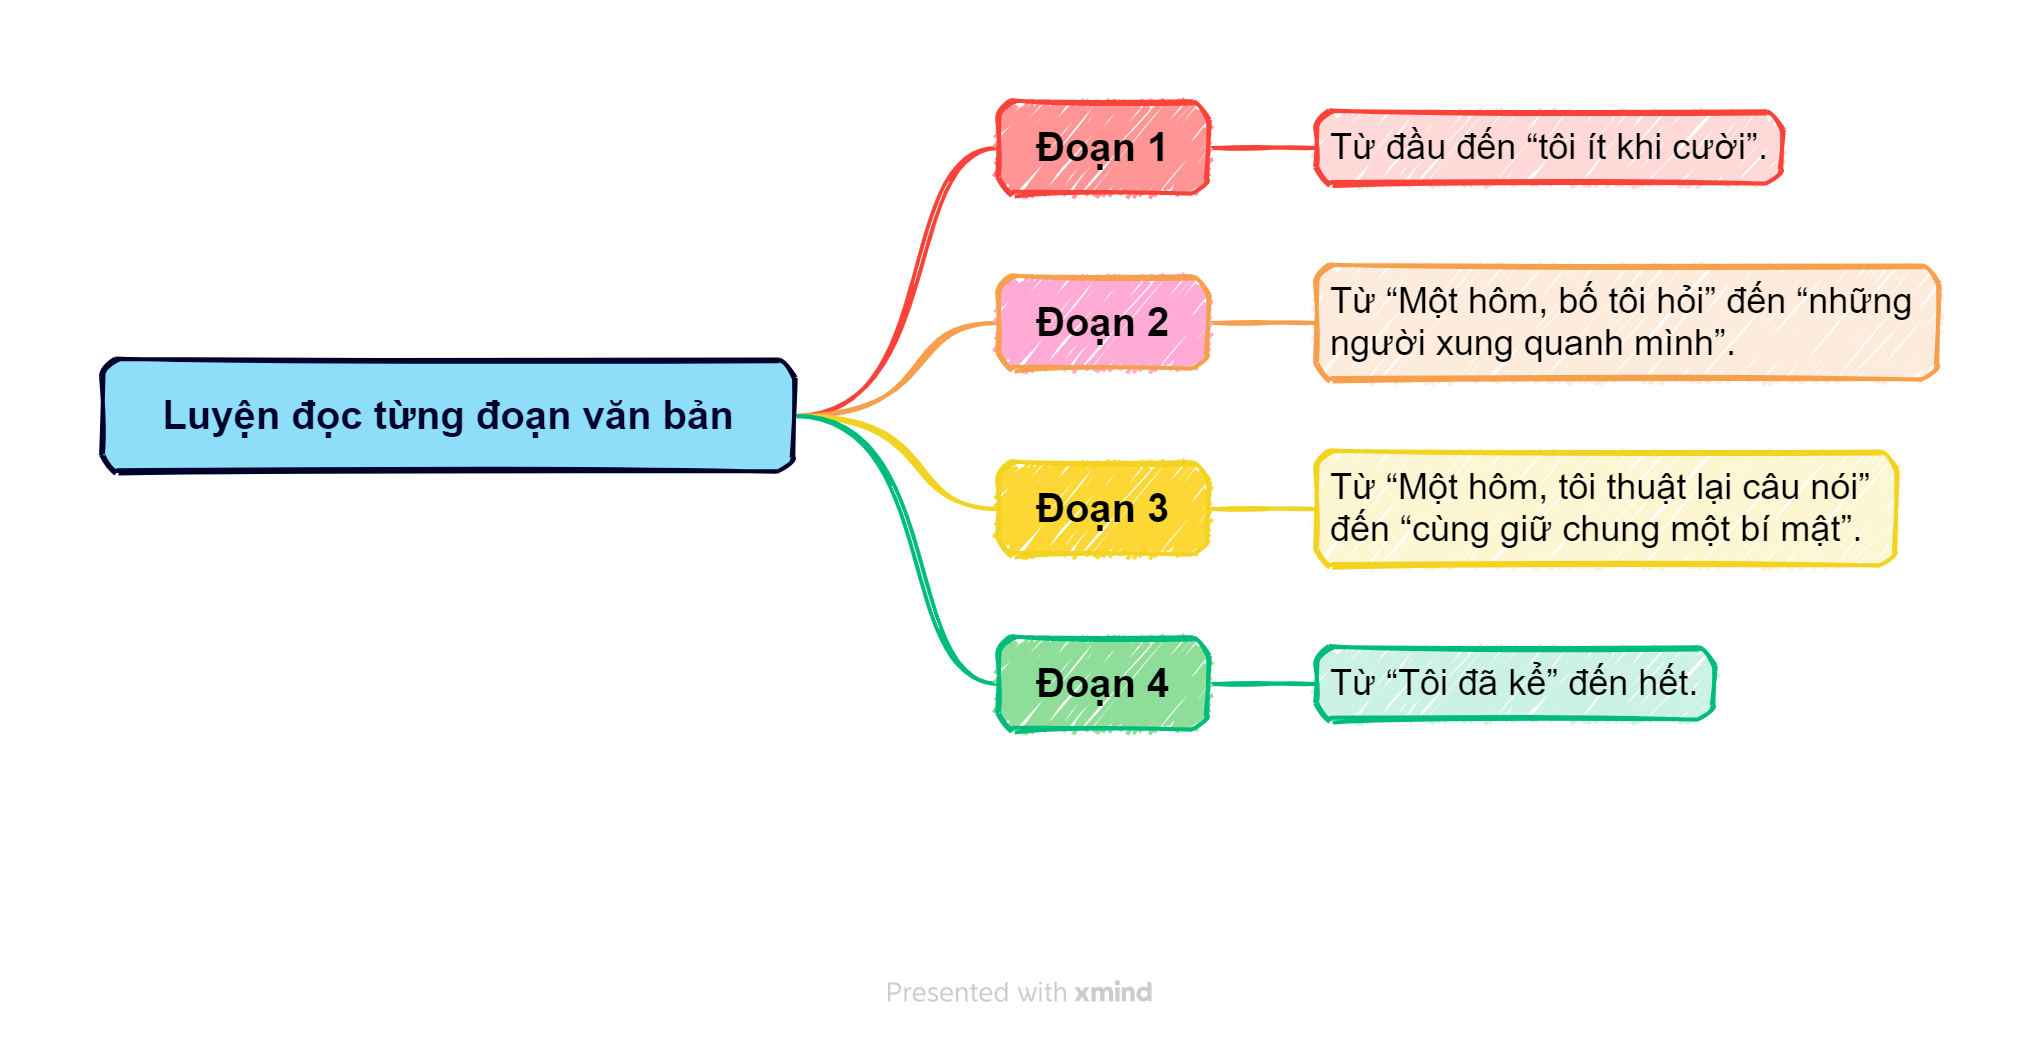 Luyện đọc từng đoạn văn bản
Đoạn 1
Từ đầu đến “tôi ít khi cười”.
Đoạn 2
Từ “Một hôm, bố tôi hỏi” đến “những
người xung quanh mình”.
Đoạn 3
Từ “Một hôm, tôi thuật lại câu nói”
đến “cùng giữ chung một bí mật”.
Đoạn 4
Từ “Tôi đã kể” đến hết.
Presented with xmind